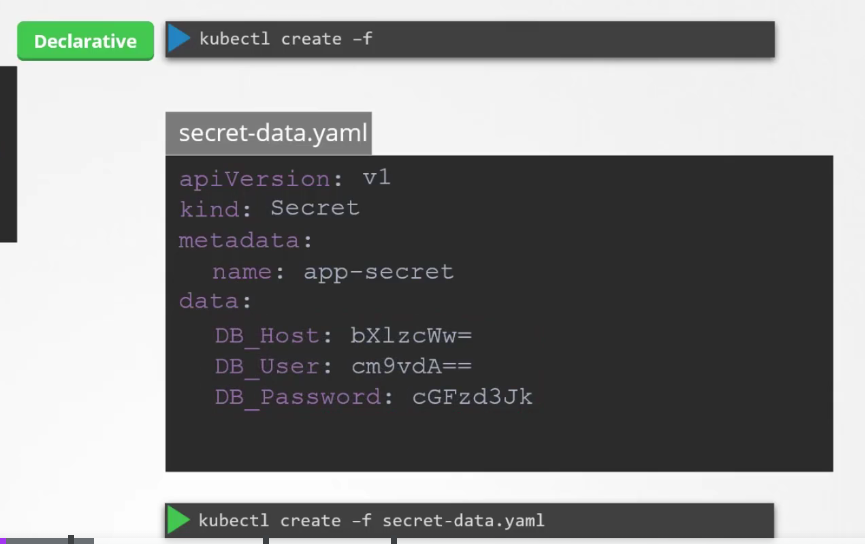 Declarative
kubectl create –f
secret-data.yaml
apiVersion: v1
kind: Secret
metadata:
name: app-secret
data:
DB_Host: bXlzcWw=
DB_User: cm9vdA==
DB_Password: cGFzd3Jk
kubectl create –f secret-data.yaml